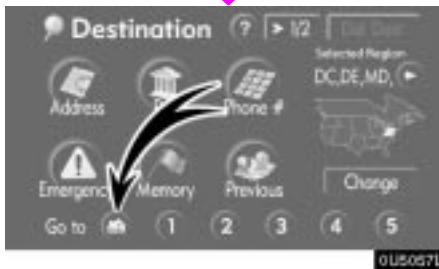 Destination ? > 1/2
Selected Region
DC,DE,MD,
Address Phone #
Emergency Memory Previous
Change
Go to 1 2 3 4 5
0U5057L